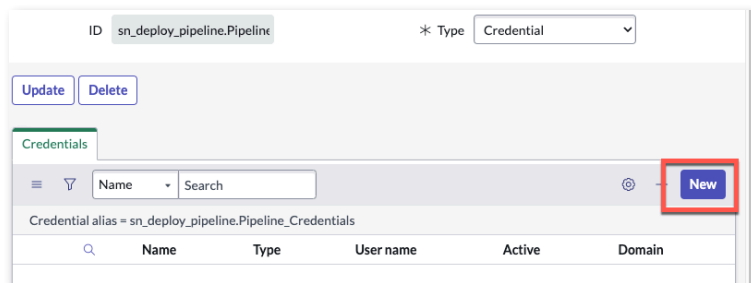 ID sn_deploy_pipeline.Pipeline Type Credential
Update Delete
Credentials
Name Search New
Credential alias = sn_deploy_pipeline.Pipeline_Credentials
Name Type User name Active Domain